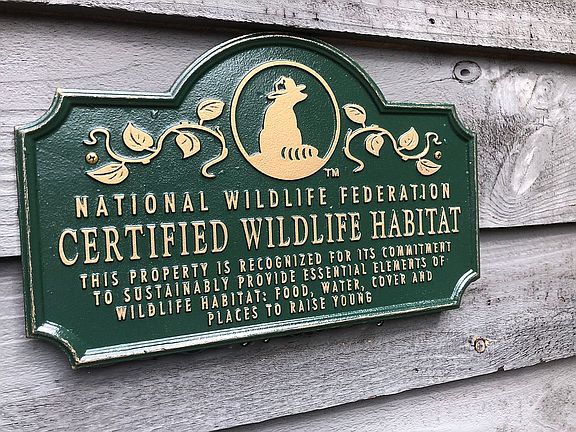 TM
NATIONAL WILDLIFE FEDERATION
CERTIFIED WILDLIFE HABITAT
THIS PROPERTY IS RECOGNIZED FOR ITS COMMITMENT
TO SUSTAINABLY PROVIDE ESSENTIAL ELEMENTS OF
WILDLIFE HABITAT: FOOD, WATER, COVER AND
PLACES TO RAISE YOUNG